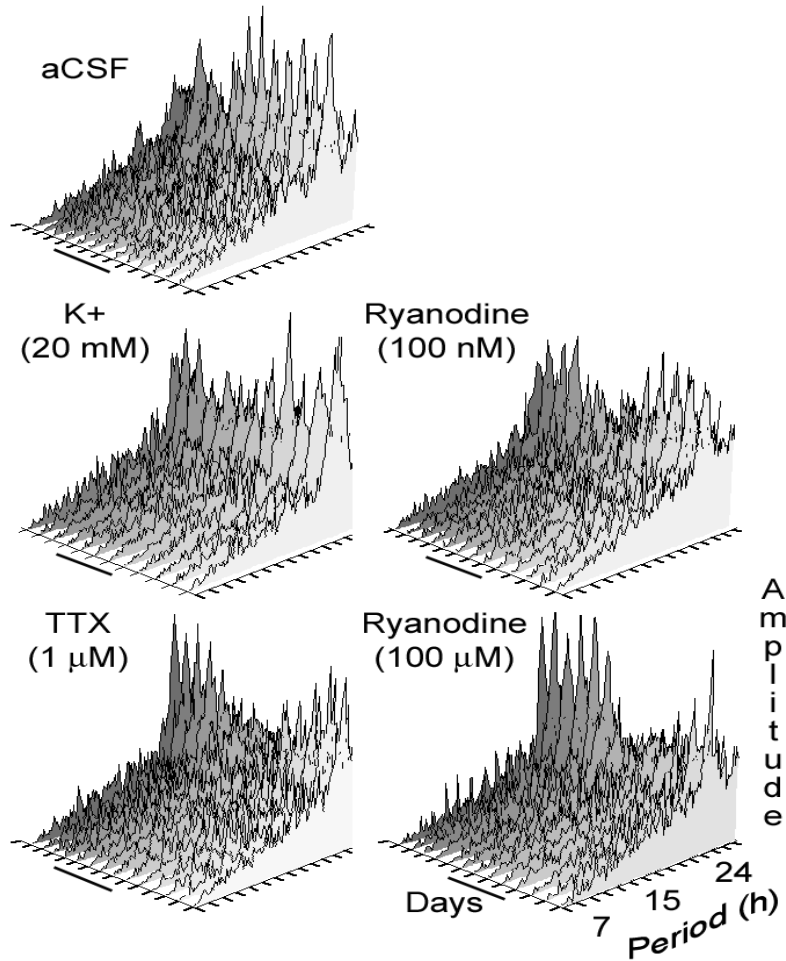 aCSF
K+
(20 mM)
Ryanodine
(100 nM)
TTX
(1 μM)
Ryanodine
(100 μM)
Amplitude
Days
7
15
24
Period (h)